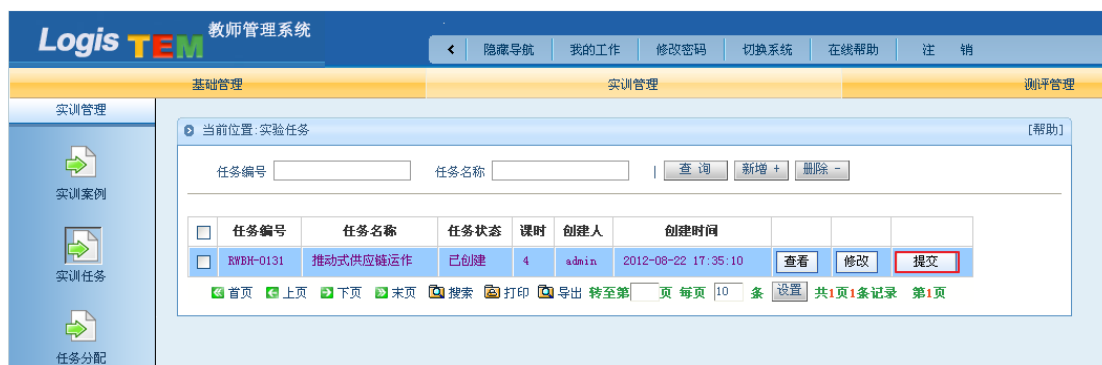 Logis TEM 教师管理系统
隐藏导航 我的工作 修改密码 切换系统 在线帮助 注 销
基础管理 实训管理 测评管理
实训管理
当前位置:实验任务 [帮助]
任务编号 任务名称 | 查 询 新增 + 删除 -
实训案例
任务编号 任务名称 任务状态 课时 创建人 创建时间
RWBH-0131 推动式供应链运作 已创建 4 admin 2012-08-22 17:35:10 查看 修改 提交
实训任务
首页 上页 下页 末页 搜索 打印 导出 转至第 页 每页 10 条 设置 共1页1条记录 第1页
任务分配